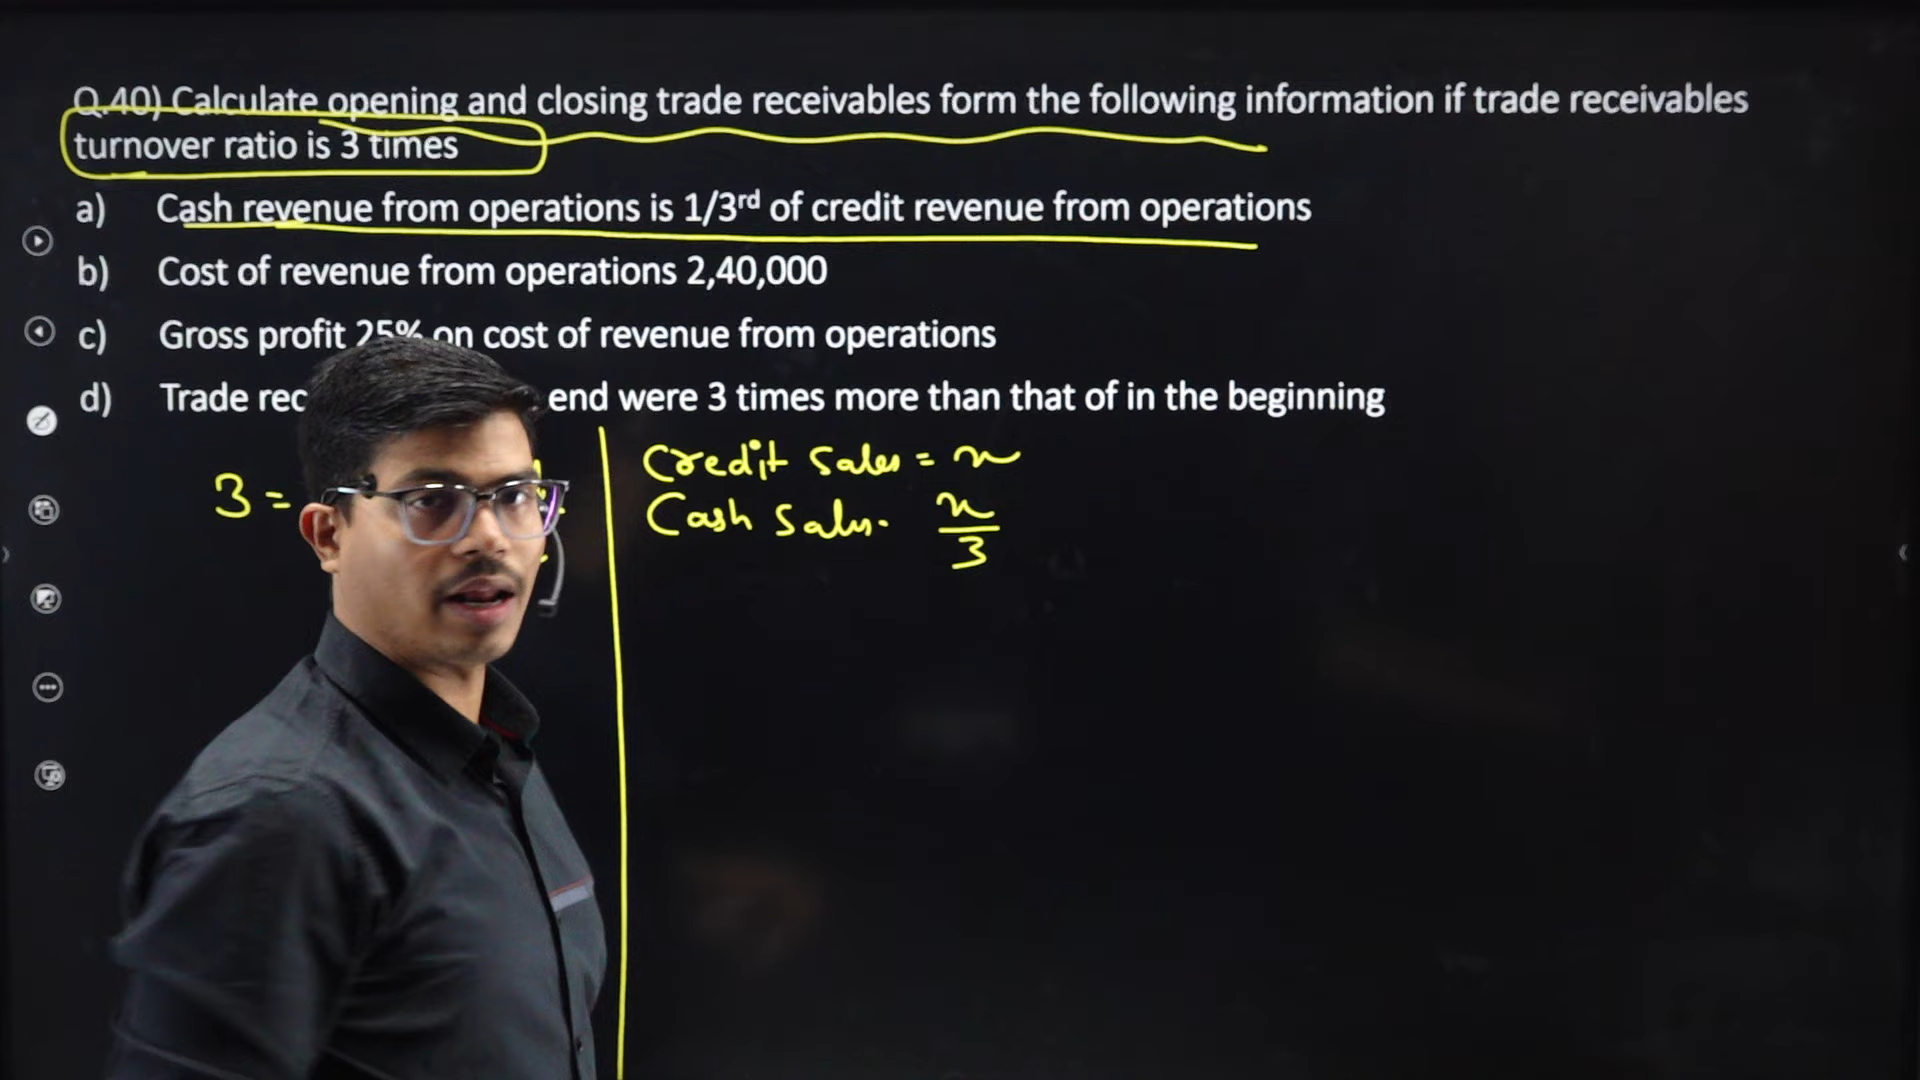 Q.40) Calculate opening and closing trade receivables form the following information if trade receivables
turnover ratio is 3 times
a) Cash revenue from operations is 1/3rd of credit revenue from operations
b) Cost of revenue from operations 2,40,000
c) Gross profit 25% on cost of revenue from operations
d) Trade rec end were 3 times more than that of in the beginning
3 =
Credit Sales = x
Cash Sales. x
3